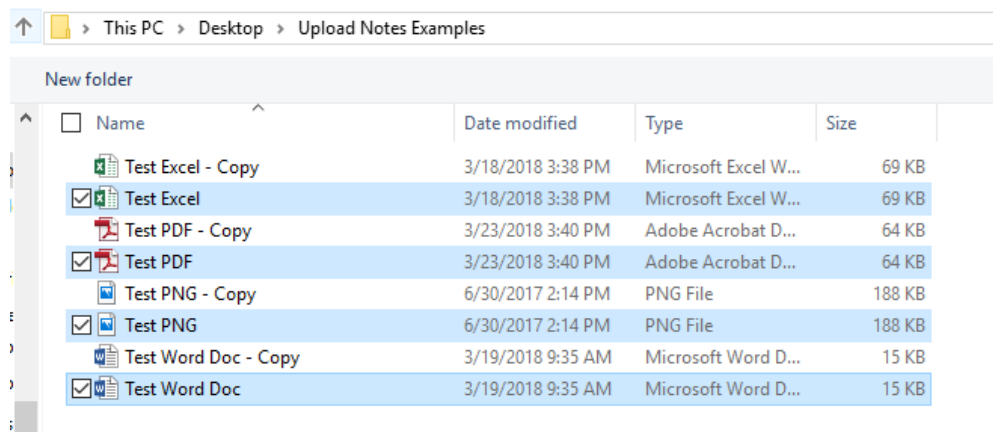 This PC > Desktop > Upload Notes Examples
New folder
Name Date modified Type Size
Test Excel - Copy 3/18/2018 3:38 PM Microsoft Excel W... 69 KB
Test Excel 3/18/2018 3:38 PM Microsoft Excel W... 69 KB
Test PDF - Copy 3/23/2018 3:40 PM Adobe Acrobat D... 64 KB
Test PDF 3/23/2018 3:40 PM Adobe Acrobat D... 64 KB
Test PNG - Copy 6/30/2017 2:14 PM PNG File 188 KB
Test PNG 6/30/2017 2:14 PM PNG File 188 KB
Test Word Doc - Copy 3/19/2018 9:35 AM Microsoft Word D... 15 KB
Test Word Doc 3/19/2018 9:35 AM Microsoft Word D... 15 KB